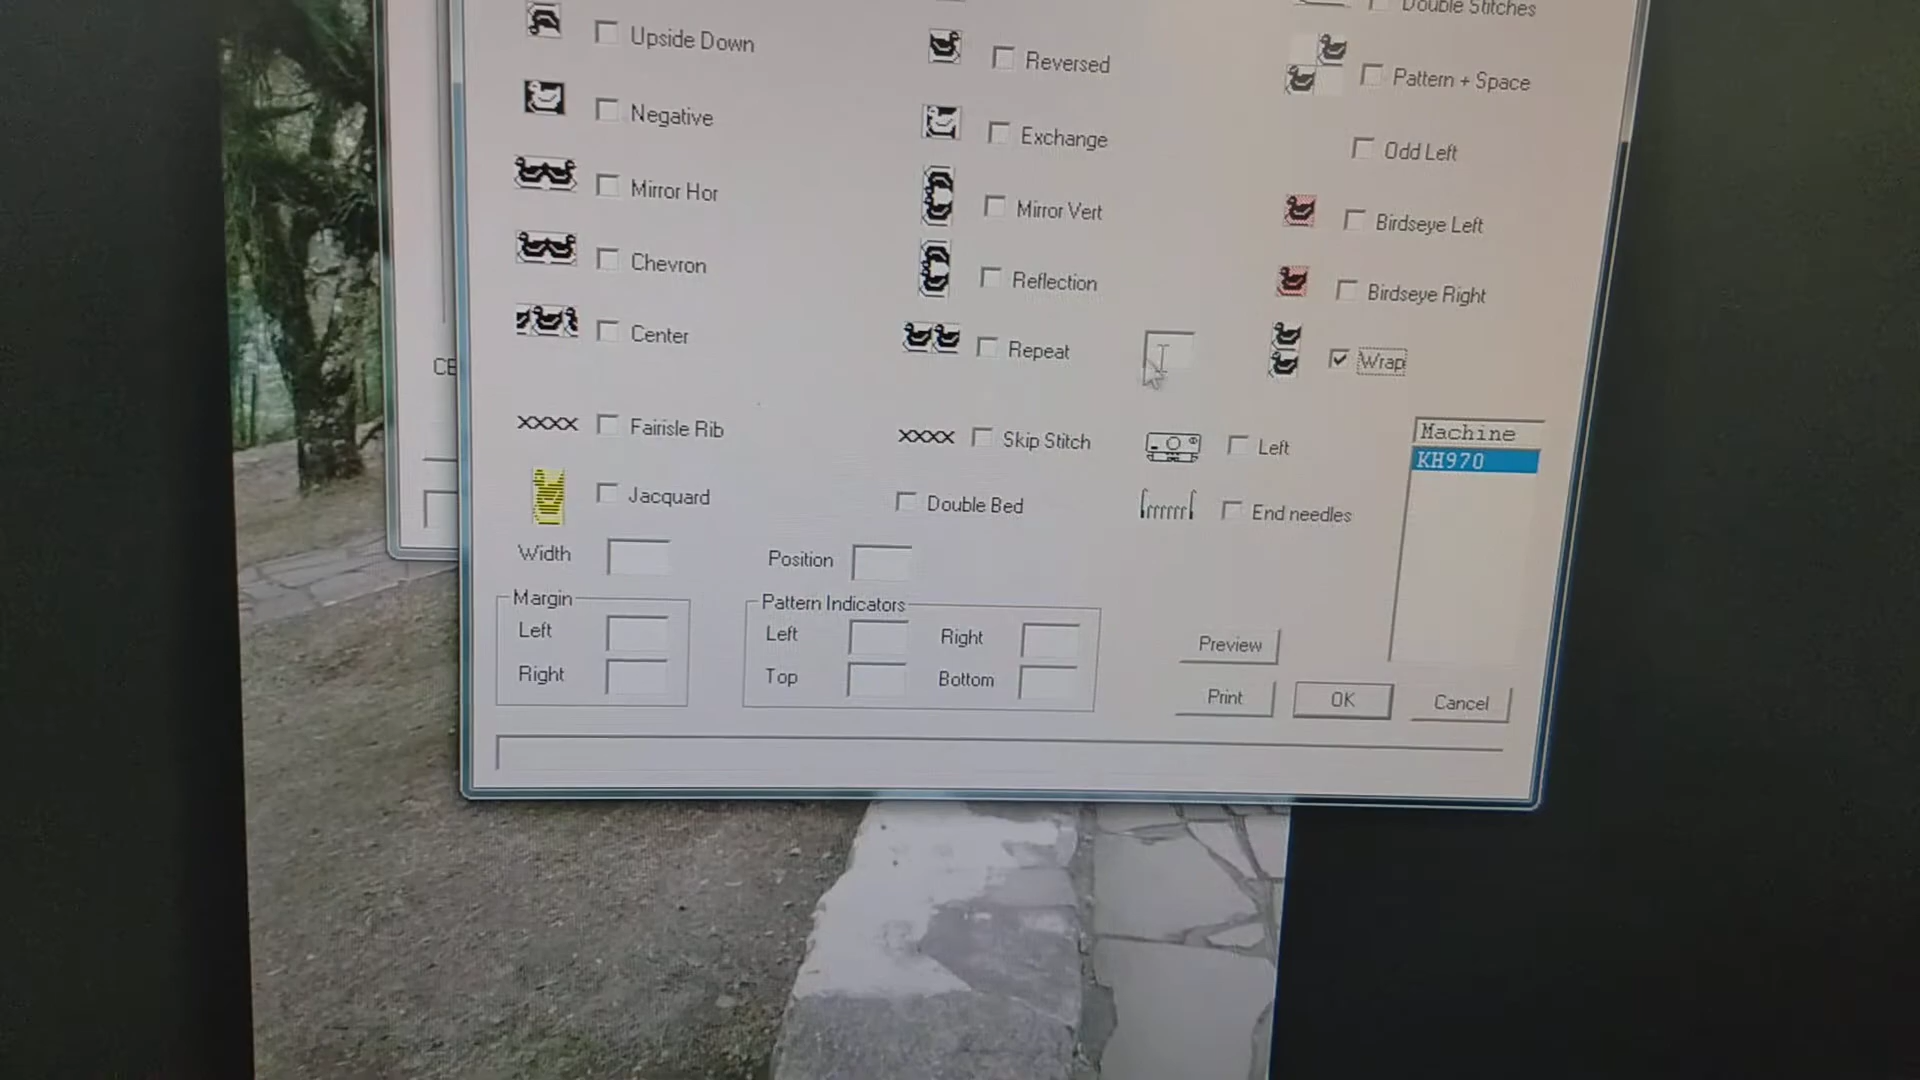 Double Stitches
Upside Down
Reversed
Pattern + Space
Negative
Exchange
Odd Left
Mirror Hor
Mirror Vert
Birdseye Left
Chevron
Reflection
Birdseye Right
Center
Repeat
Wrap
CE
Fairisle Rib
Skip Stitch
Left
Machine
KH970
Jacquard
Double Bed
End needles
Width
Position
Margin
Left
Right
Pattern Indicators
Left
Right
Top
Bottom
Preview
Print
OK
Cancel